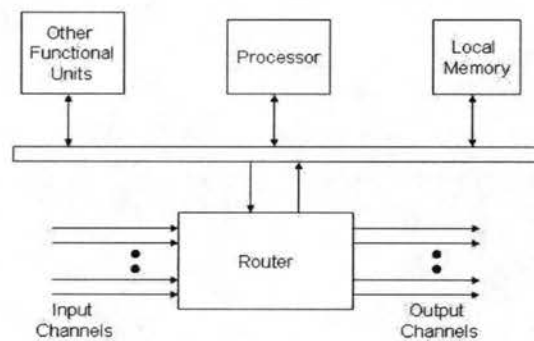 Other
Functional
Units
Processor
Local
Memory
Router
Input
Channels
Output
Channels